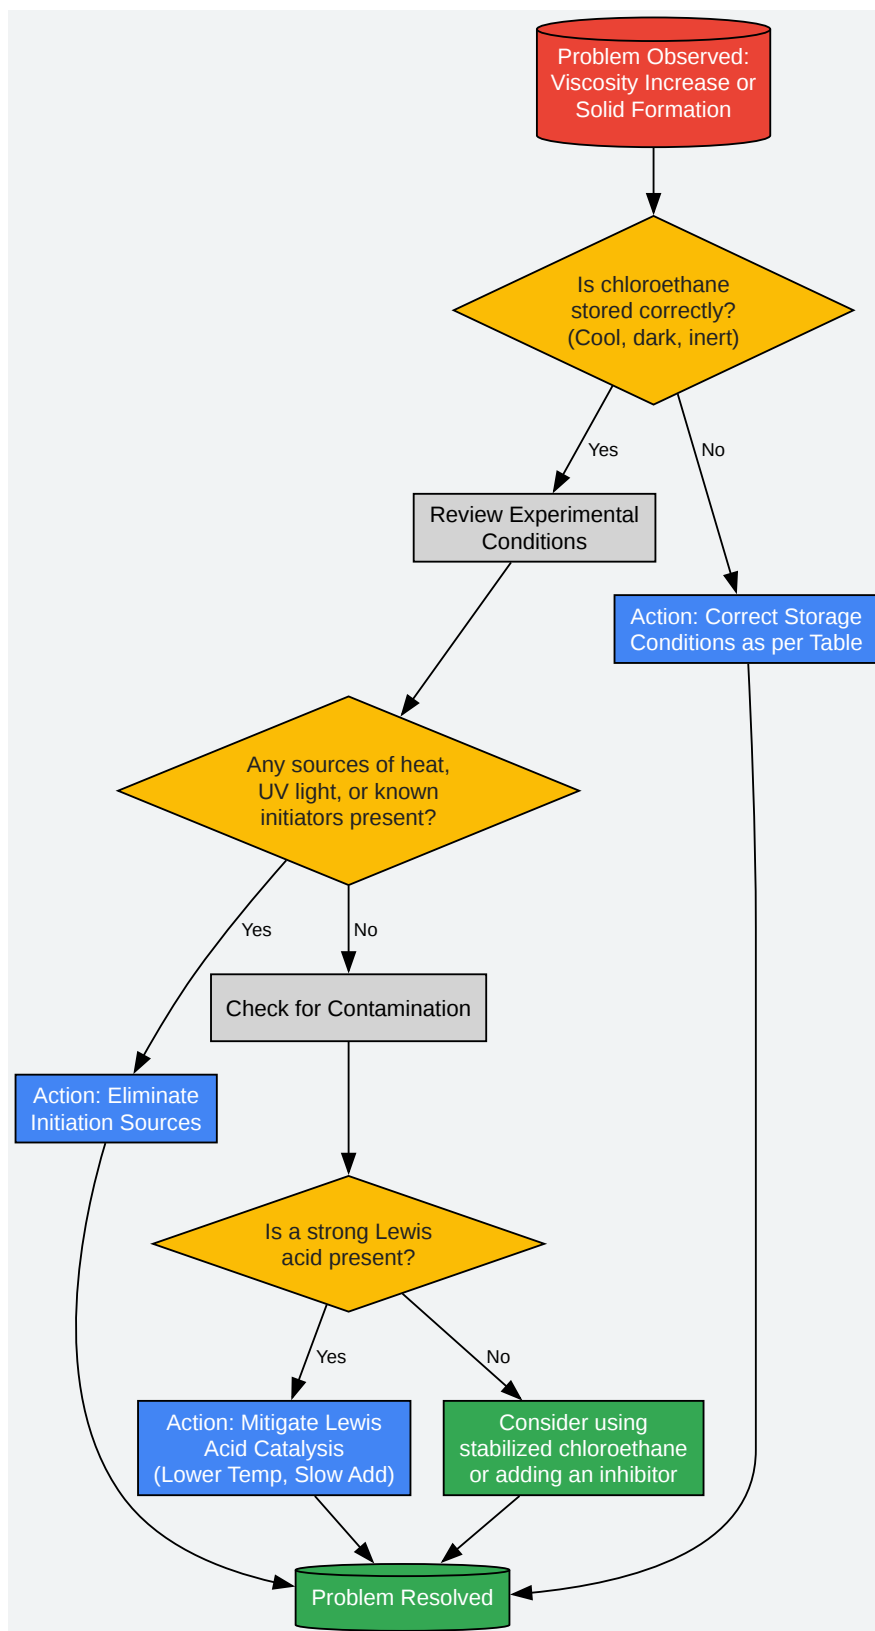 Problem Observed:
Viscosity Increase or
Solid Formation
Is chloroethane
stored correctly?
(Cool, dark, inert)
Yes
No
Review Experimental
Conditions
Action: Correct Storage
Conditions as per Table
Any sources of heat,
UV light, or known
initiators present?
Yes
No
Check for Contamination
Action: Eliminate
Initiation Sources
Is a strong Lewis
acid present?
Yes
No
Action: Mitigate Lewis
Acid Catalysis
(Lower Temp, Slow Add)
Consider using
stabilized chloroethane
or adding an inhibitor
Problem Resolved